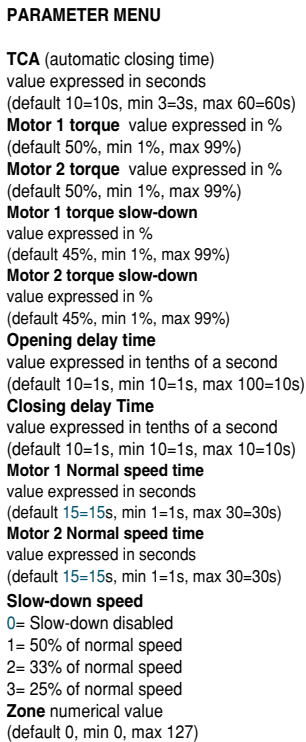 PARAMETER MENU
TCA (automatic closing time)
value expressed in seconds
(default 10=10s, min 3=3s, max 60=60s)
Motor 1 torque value expressed in %
(default 50%, min 1%, max 99%)
Motor 2 torque value expressed in %
(default 50%, min 1%, max 99%)
Motor 1 torque slow-down
value expressed in %
(default 45%, min 1%, max 99%)
Motor 2 torque slow-down
value expressed in %
(default 45%, min 1%, max 99%)
Opening delay time
value expressed in tenths of a second
(default 10=1s, min 10=1s, max 100=10s)
Closing delay Time
value expressed in tenths of a second
(default 10=1s, min 10=1s, max 10=10s)
Motor 1 Normal speed time
value expressed in seconds
(default 15=15s, min 1=1s, max 30=30s)
Motor 2 Normal speed time
value expressed in seconds
(default 15=15s, min 1=1s, max 30=30s)
Slow-down speed
0= Slow-down disabled
1= 50% of normal speed
2= 33% of normal speed
3= 25% of normal speed
Zone numerical value
(default 0, min 0, max 127)